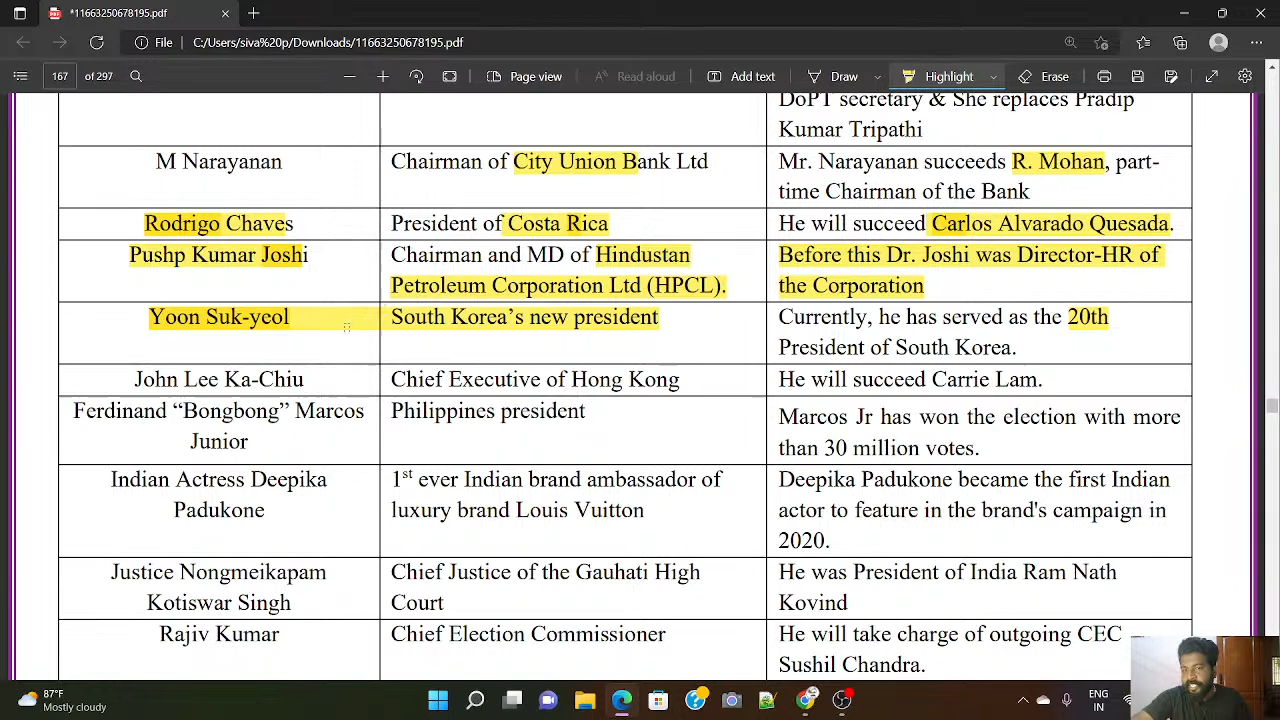 *11663250678195.pdf
File C:/Users/siva%20p/Downloads/11663250678195.pdf
167 of 297 Page view Read aloud Add text Draw Highlight Erase
DoPT secretary & She replaces Pradip
Kumar Tripathi
M Narayanan Chairman of City Union Bank Ltd Mr. Narayanan succeeds R. Mohan, part-
time Chairman of the Bank
Rodrigo Chaves President of Costa Rica He will succeed Carlos Alvarado Quesada.
Pushp Kumar Joshi Chairman and MD of Hindustan Before this Dr. Joshi was Director-HR of
Petroleum Corporation Ltd (HPCL). the Corporation
Yoon Suk-yeol South Korea’s new president Currently, he has served as the 20th
President of South Korea.
John Lee Ka-Chiu Chief Executive of Hong Kong He will succeed Carrie Lam.
Ferdinand “Bongbong” Marcos Philippines president Marcos Jr has won the election with more
Junior than 30 million votes.
Indian Actress Deepika 1st ever Indian brand ambassador of Deepika Padukone became the first Indian
Padukone luxury brand Louis Vuitton actor to feature in the brand's campaign in
2020.
Justice Nongmeikapam Chief Justice of the Gauhati High He was President of India Ram Nath
Kotiswar Singh Court Kovind
Rajiv Kumar Chief Election Commissioner He will take charge of outgoing CEC
Sushil Chandra.
87°F ENG
Mostly cloudy IN